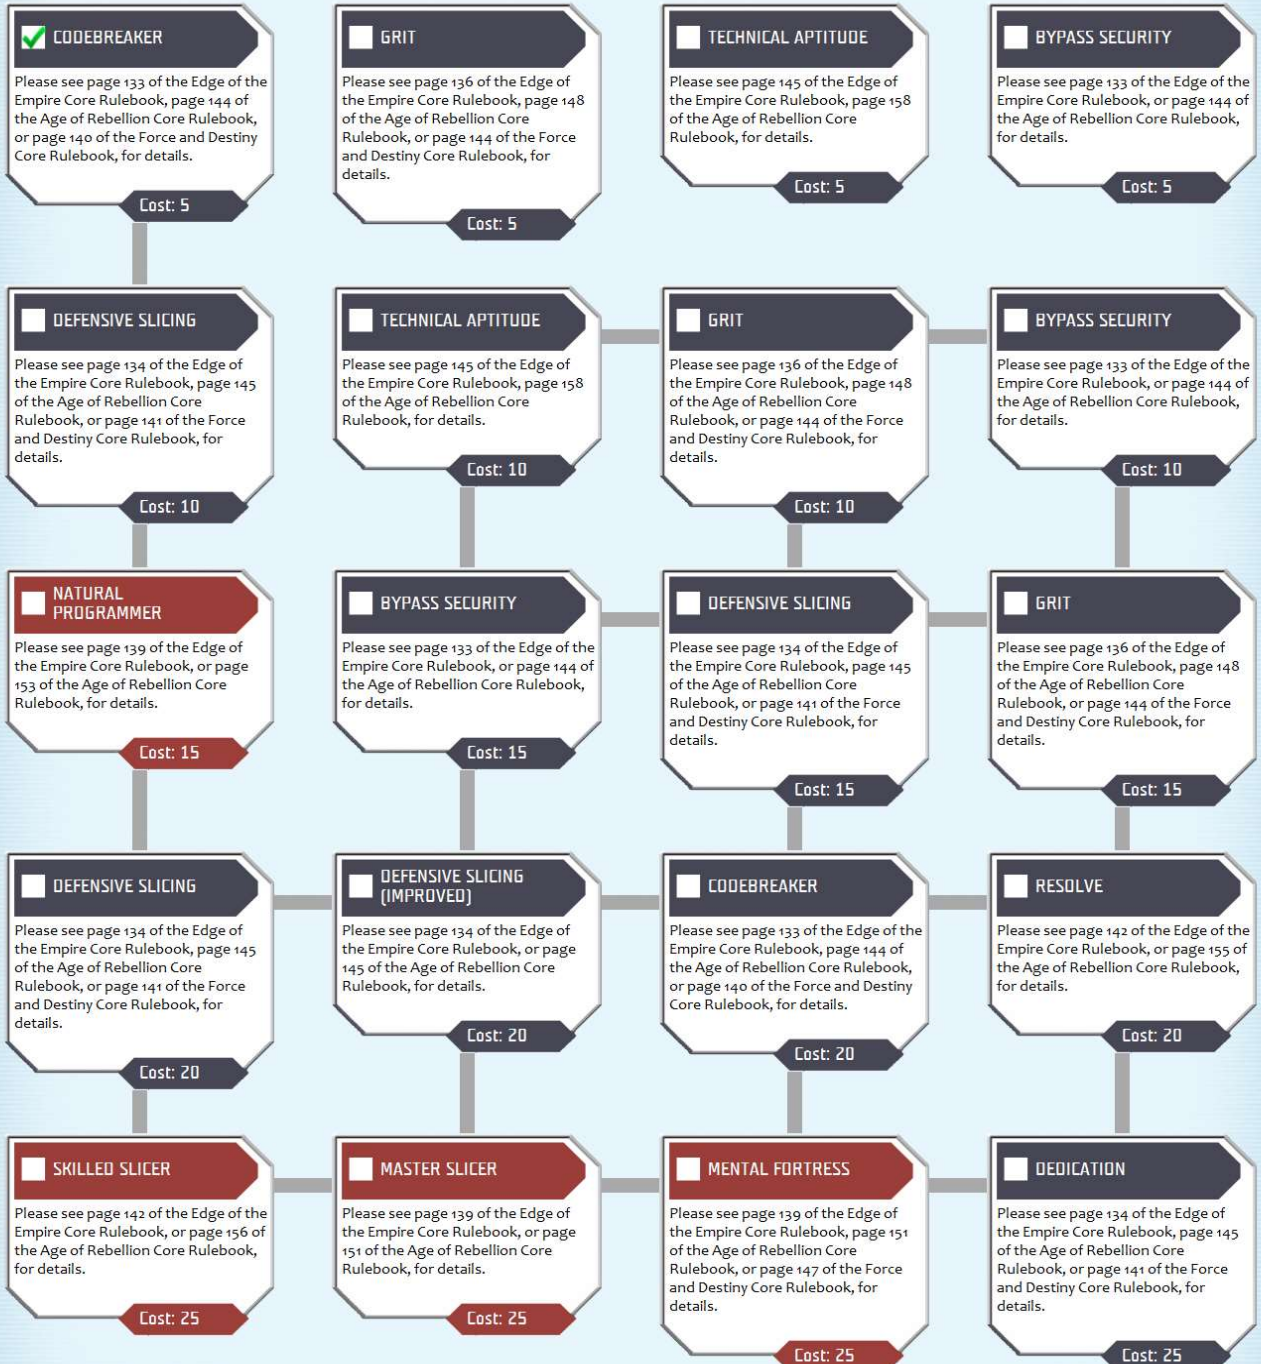 CODEBREAKER
Please see page 133 of the Edge of the
Empire Core Rulebook, page 144 of
the Age of Rebellion Core Rulebook,
or page 140 of the Force and Destiny
Core Rulebook, for details.
Cost: 5
GRIT
Please see page 136 of the Edge of
the Empire Core Rulebook, page 148
of the Age of Rebellion Core
Rulebook, or page 144 of the Force
and Destiny Core Rulebook, for
details.
Cost: 5
TECHNICAL APTITUDE
Please see page 145 of the Edge of
the Empire Core Rulebook, page 158
of the Age of Rebellion Core
Rulebook, for details.
Cost: 5
BYPASS SECURITY
Please see page 133 of the Edge of the
Empire Core Rulebook, or page 144 of
the Age of Rebellion Core Rulebook,
for details.
Cost: 5
DEFENSIVE SLICING
Please see page 134 of the Edge of
the Empire Core Rulebook, page 145
of the Age of Rebellion Core
Rulebook, or page 141 of the Force
and Destiny Core Rulebook, for
details.
Cost: 10
TECHNICAL APTITUDE
Please see page 145 of the Edge of
the Empire Core Rulebook, page 158
of the Age of Rebellion Core
Rulebook, for details.
Cost: 10
GRIT
Please see page 136 of the Edge of
the Empire Core Rulebook, page 148
of the Age of Rebellion Core
Rulebook, or page 144 of the Force
and Destiny Core Rulebook, for
details.
Cost: 10
BYPASS SECURITY
Please see page 133 of the Edge of the
Empire Core Rulebook, or page 144 of
the Age of Rebellion Core Rulebook,
for details.
Cost: 10
NATURAL
PROGRAMMER
Please see page 139 of the Edge of
the Empire Core Rulebook, or page
153 of the Age of Rebellion Core
Rulebook, for details.
Cost: 15
BYPASS SECURITY
Please see page 133 of the Edge of the
Empire Core Rulebook, or page 144 of
the Age of Rebellion Core Rulebook,
for details.
Cost: 15
DEFENSIVE SLICING
Please see page 134 of the Edge of
the Empire Core Rulebook, page 145
of the Age of Rebellion Core
Rulebook, or page 141 of the Force
and Destiny Core Rulebook, for
details.
Cost: 15
GRIT
Please see page 136 of the Edge of
the Empire Core Rulebook, page 148
of the Age of Rebellion Core
Rulebook, or page 144 of the Force
and Destiny Core Rulebook, for
details.
Cost: 15
DEFENSIVE SLICING
Please see page 134 of the Edge of
the Empire Core Rulebook, page 145
of the Age of Rebellion Core
Rulebook, or page 141 of the Force
and Destiny Core Rulebook, for
details.
Cost: 20
DEFENSIVE SLICING
(IMPROVED)
Please see page 134 of the Edge of
the Empire Core Rulebook, or page
145 of the Age of Rebellion Core
Rulebook, for details.
Cost: 20
CODEBREAKER
Please see page 133 of the Edge of the
Empire Core Rulebook, page 144 of
the Age of Rebellion Core Rulebook,
or page 140 of the Force and Destiny
Core Rulebook, for details.
Cost: 20
RESOLVE
Please see page 142 of the Edge of the
Empire Core Rulebook, or page 155 of
the Age of Rebellion Core Rulebook,
for details.
Cost: 20
SKILLED SLICER
Please see page 142 of the Edge of the
Empire Core Rulebook, or page 156 of
the Age of Rebellion Core Rulebook,
for details.
Cost: 25
MASTER SLICER
Please see page 139 of the Edge of
the Empire Core Rulebook, or page
151 of the Age of Rebellion Core
Rulebook, for details.
Cost: 25
MENTAL FORTRESS
Please see page 139 of the Edge of
the Empire Core Rulebook, page 151
of the Age of Rebellion Core
Rulebook, or page 147 of the Force
and Destiny Core Rulebook, for
details.
Cost: 25
DEDICATION
Please see page 134 of the Edge of
the Empire Core Rulebook, page 145
of the Age of Rebellion Core
Rulebook, or page 141 of the Force
and Destiny Core Rulebook, for
details.
Cost: 25